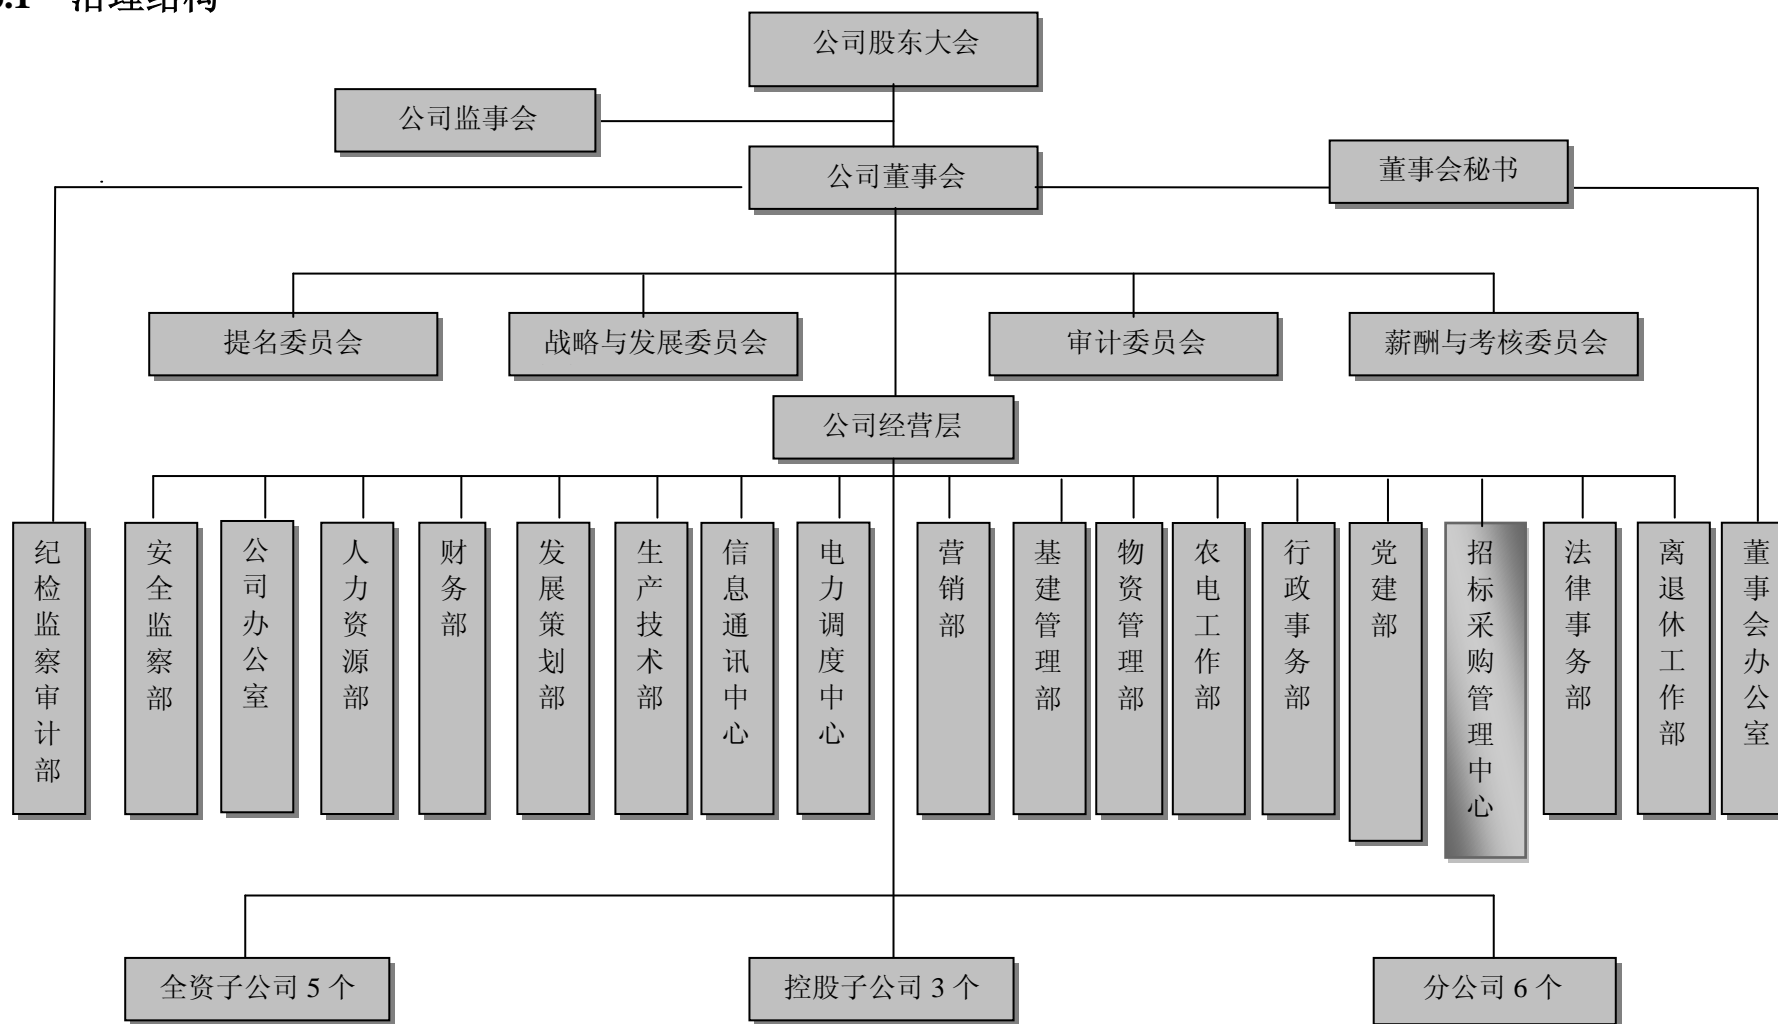 .1 治理结构
公司股东大会
公司监事会
公司董事会
董事会秘书
提名委员会
战略与发展委员会
审计委员会
薪酬与考核委员会
公司经营层
纪检监察审计部
安全监察部
公司办公室
人力资源部
财务部
发展策划部
生产技术部
信息通讯中心
电力调度中心
营销部
基建管理部
物资管理部
农电工作部
行政事务部
党建部
招标采购管理中心
法律事务部
离退休工作部
董事会办公室
全资子公司 5 个
控股子公司 3 个
分公司 6 个